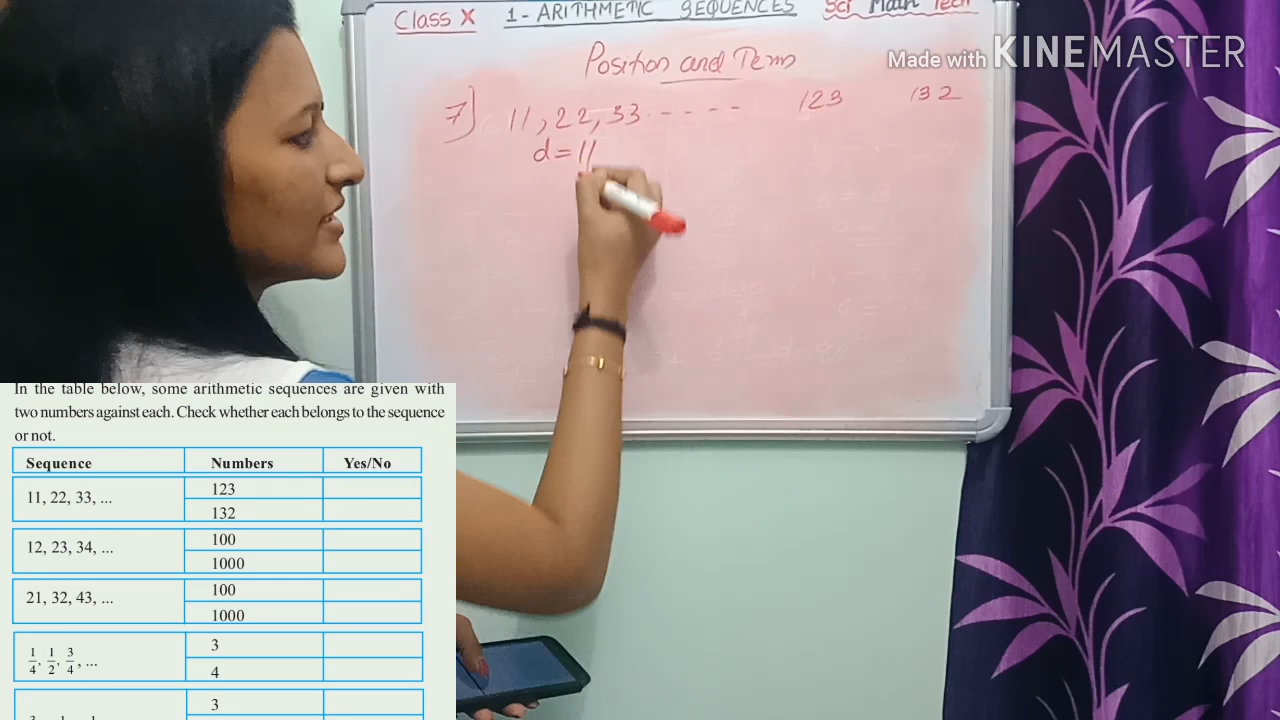 Class X 1 - ARITHMETIC SEQUENCES Sci Math Tech
Made with KINEMASTER
Position and Term
7) 11, 22, 33 - - - - 123 132
d = 11
In the table below, some arithmetic sequences are given with
two numbers against each. Check whether each belongs to the sequence
or not.
Sequence Numbers Yes/No
11, 22, 33, ... 123
132
12, 23, 34, ... 100
1000
21, 32, 43, ... 100
1000
1/4, 1/2, 3/4, ... 3
4
3